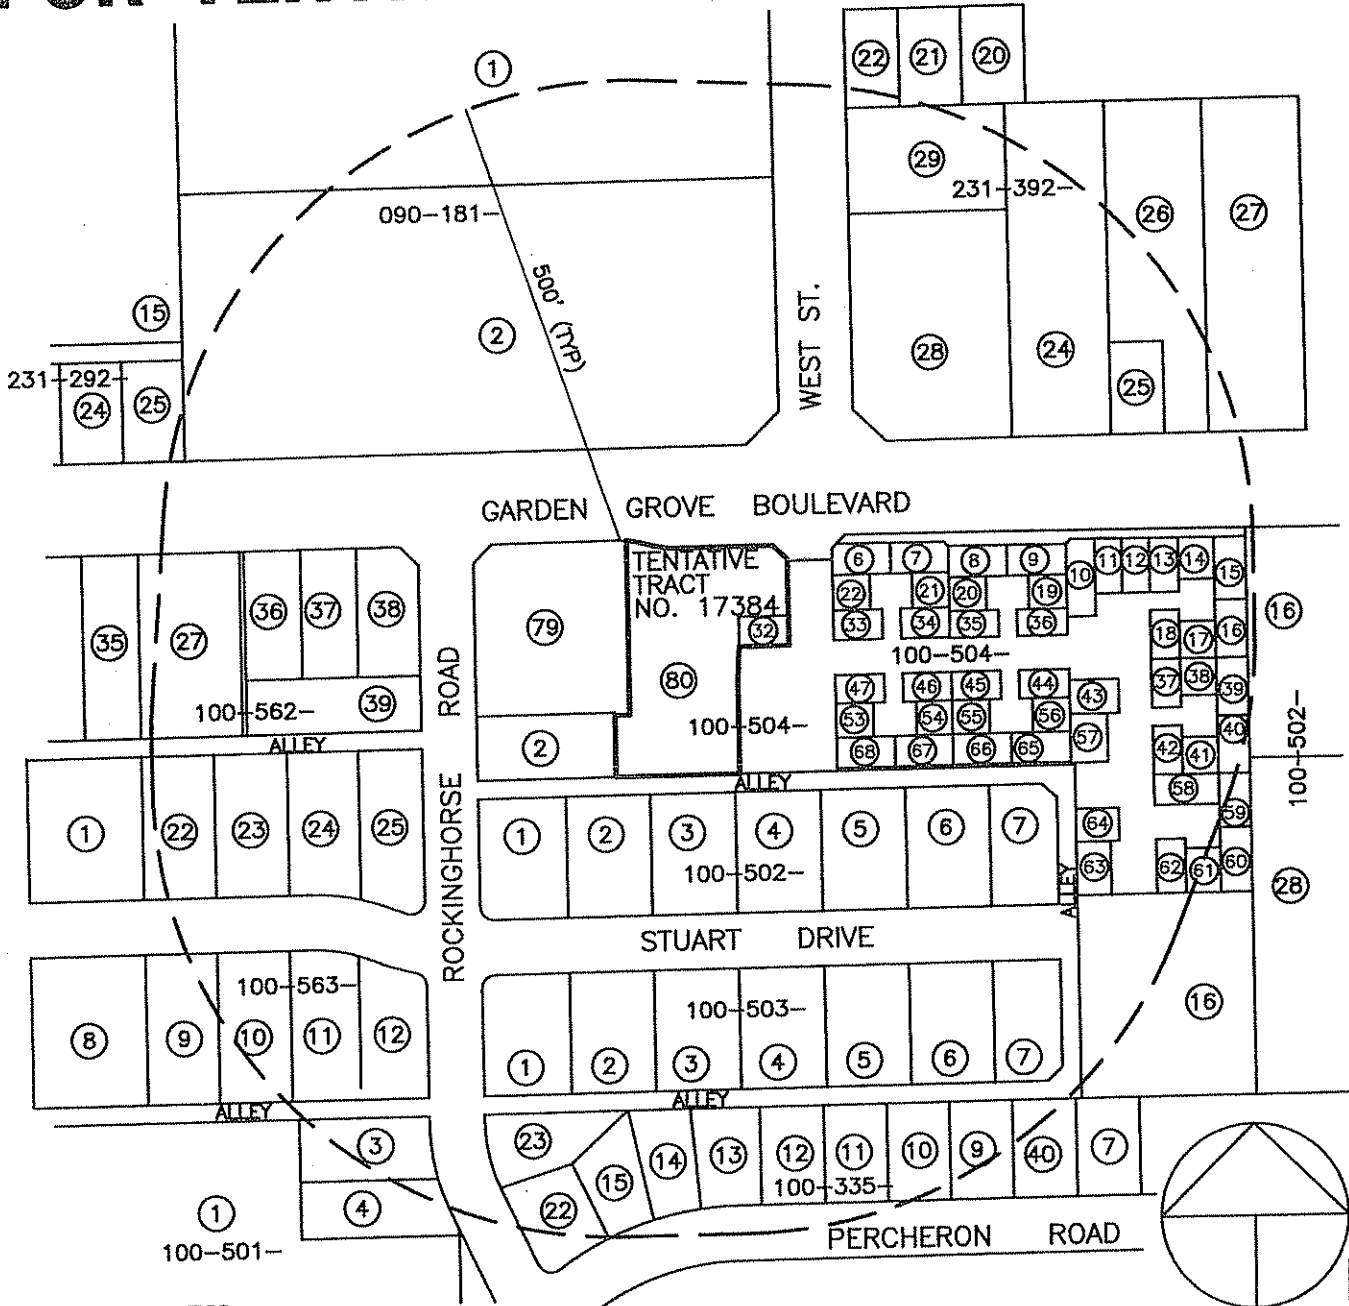 1
22 21 20
29
231-392-
090-181-
26 27
500' (TYP)
15
2
WEST ST.
28 24
25
231-292-
24 25
GARDEN GROVE BOULEVARD
TENTATIVE
TRACT
NO. 17384
6 7 8 9 10 11 12 13 14 15
22 21 20 19
33 34 35 36
32
18 17 16
16
35 27 36 37 38
79
80
100-504-
37 38 39
47 46 45 44 43
39
100-562-
100-504-
53 54 55 56 57
40
100-502-
ALLEY
2
68 67 66 65
42 41
58
ALLEY
ROCKINGHORSE ROAD
1 22 23 24 25
1 2 3 4 5 6 7
64
59
100-502-
63
62 61 60
28
ALLEY
STUART DRIVE
100-563-
8 9 10 11 12
100-503-
1 2 3 4 5 6 7
16
ALLEY
ALLEY
3
4
23
22 15 14 13 12 11 10 9 40 7
100-335-
1
100-501-
PERCHERON ROAD